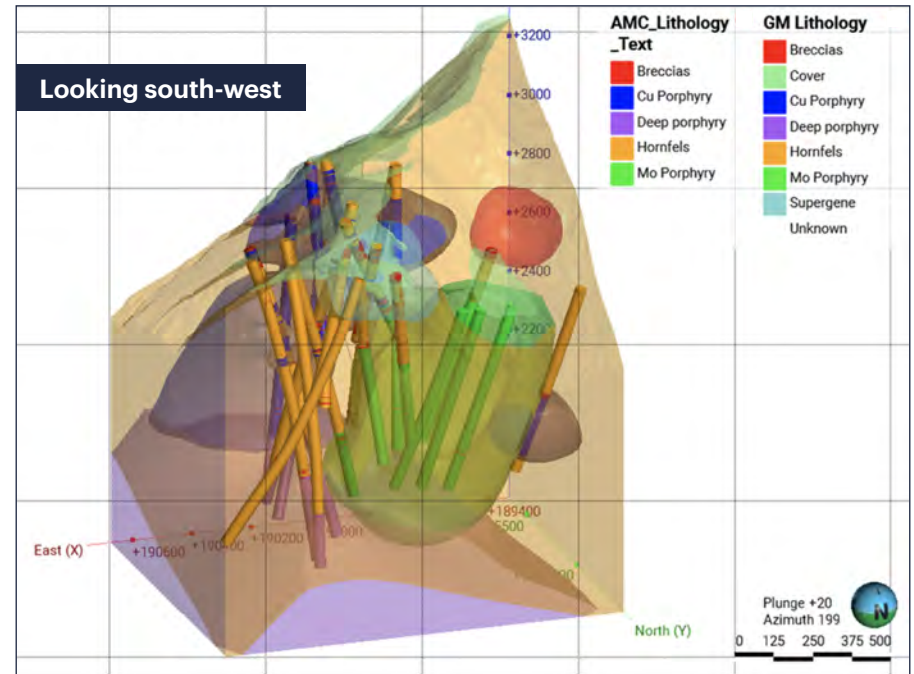 Looking south-west
AMC_Lithology
_Text
Breccias
Cu Porphyry
Deep porphyry
Hornfels
Mo Porphyry
GM Lithology
Breccias
Cover
Cu Porphyry
Deep porphyry
Hornfels
Mo Porphyry
Supergene
Unknown
+3200
+3000
+2800
+2600
+2400
+2200
+189400
+190200
+190600
East (X)
North (Y)
Plunge +20
Azimuth 199
N
0 125 250 375 500